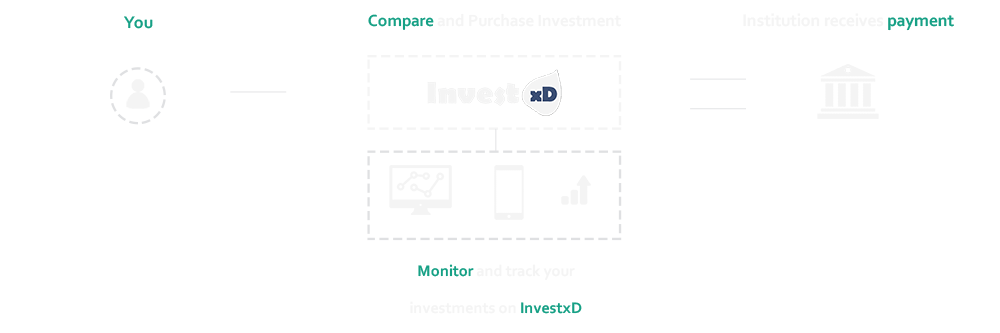 You
Compare and Purchase Investment
Institution receives payment
InvestxD
Monitor and track your
investments on InvestxD